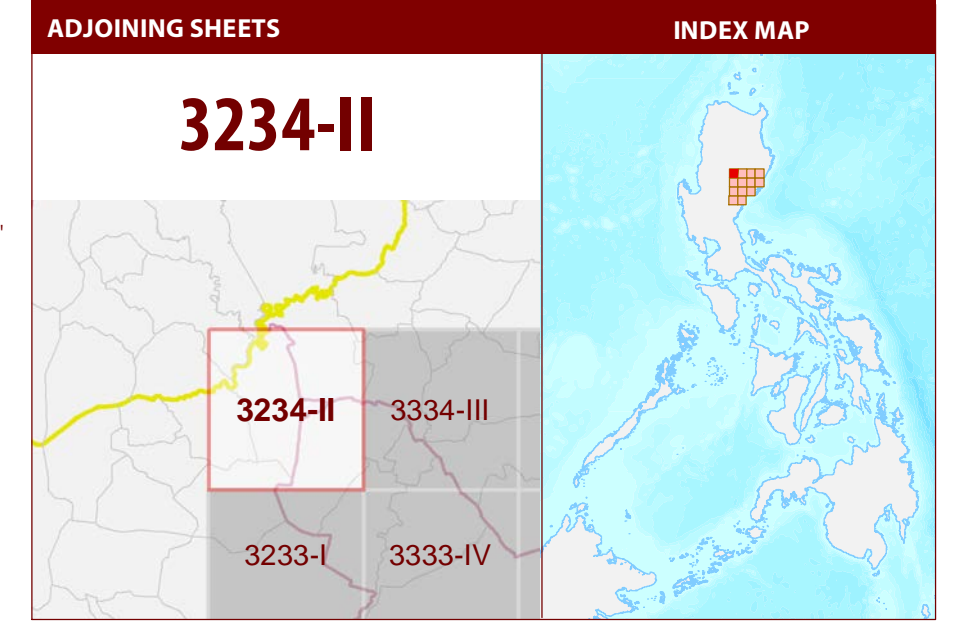 ADJOINING SHEETS
INDEX MAP
3234-II
3234-II
3334-III
3233-I
3333-IV